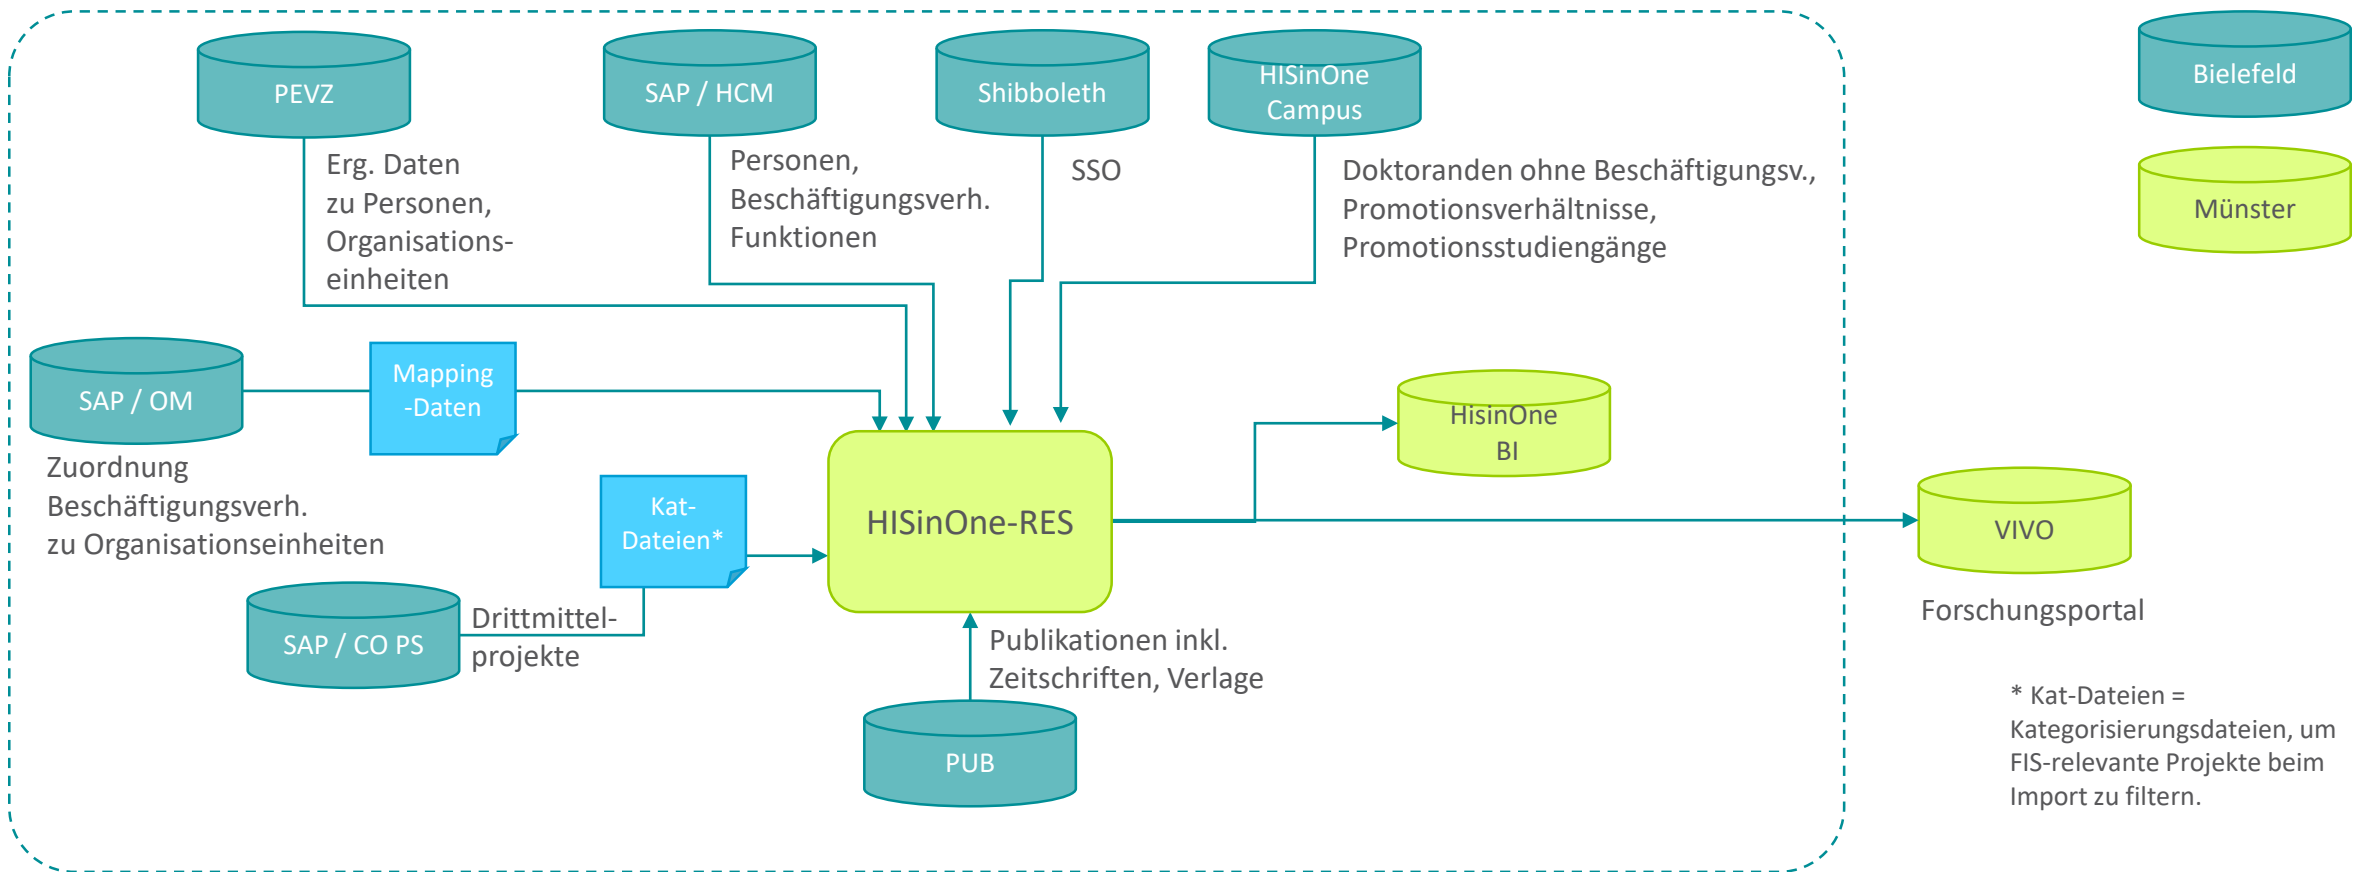 PEVZ
SAP / HCM
Shibboleth
HISinOne
Campus
Bielefeld
Münster
Erg. Daten
zu Personen,
Organisations-
einheiten
Personen,
Beschäftigungsverh.
Funktionen
SSO
Doktoranden ohne Beschäftigungsv.,
Promotionsverhältnisse,
Promotionsstudiengänge
SAP / OM
Mapping
-Daten
Zuordnung
Beschäftigungsverh.
zu Organisationseinheiten
Kat-
Dateien*
HISinOne-RES
HisinOne
BI
VIVO
Forschungsportal
SAP / CO PS
Drittmittel-
projekte
Publikationen inkl.
Zeitschriften, Verlage
PUB
* Kat-Dateien =
Kategorisierungsdateien, um
FIS-relevante Projekte beim
Import zu filtern.